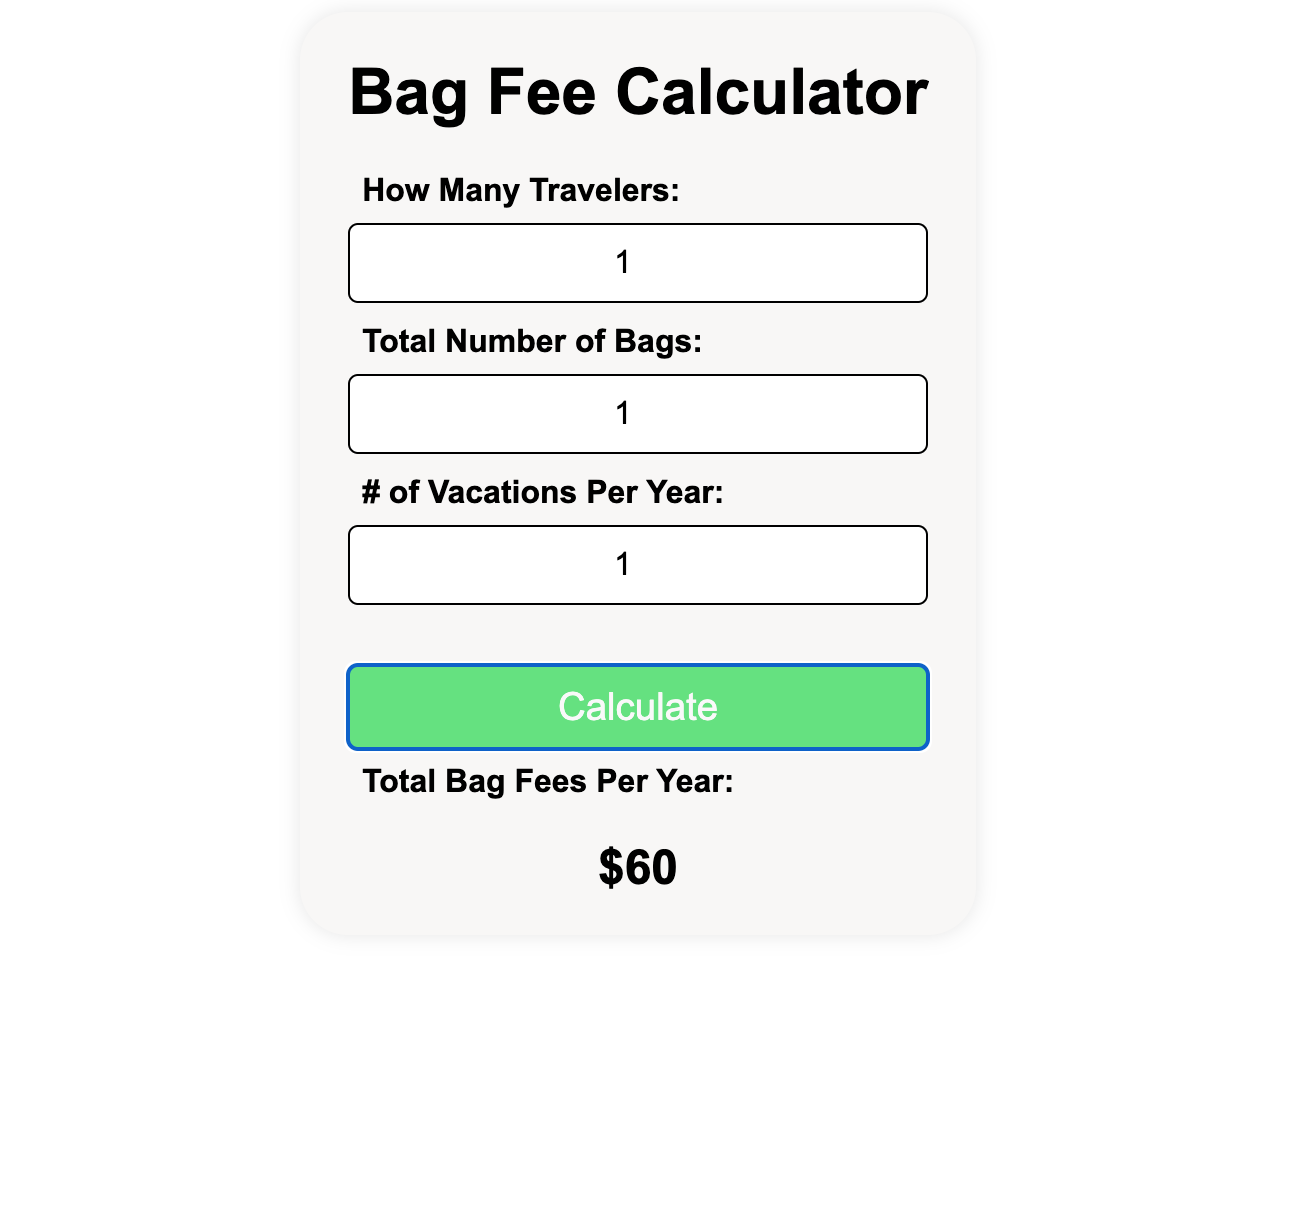 Bag Fee Calculator
How Many Travelers:
1
Total Number of Bags:
1
# of Vacations Per Year:
1
Calculate
Total Bag Fees Per Year:
$60